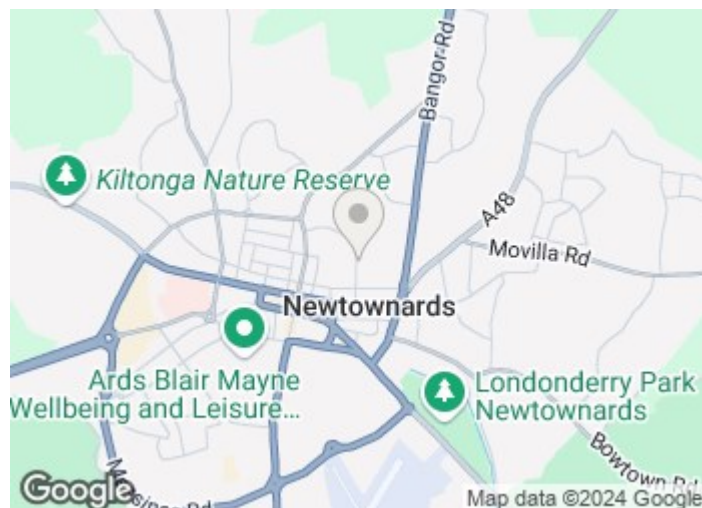 Bangor Rd
Kiltonga Nature Reserve
A48
Movilla Rd
Newtownards
Ards Blair Mayne
Wellbeing and Leisure...
Londonderry Park
Newtownards
Bowtown Rd
Google
Map data ©2024 Google